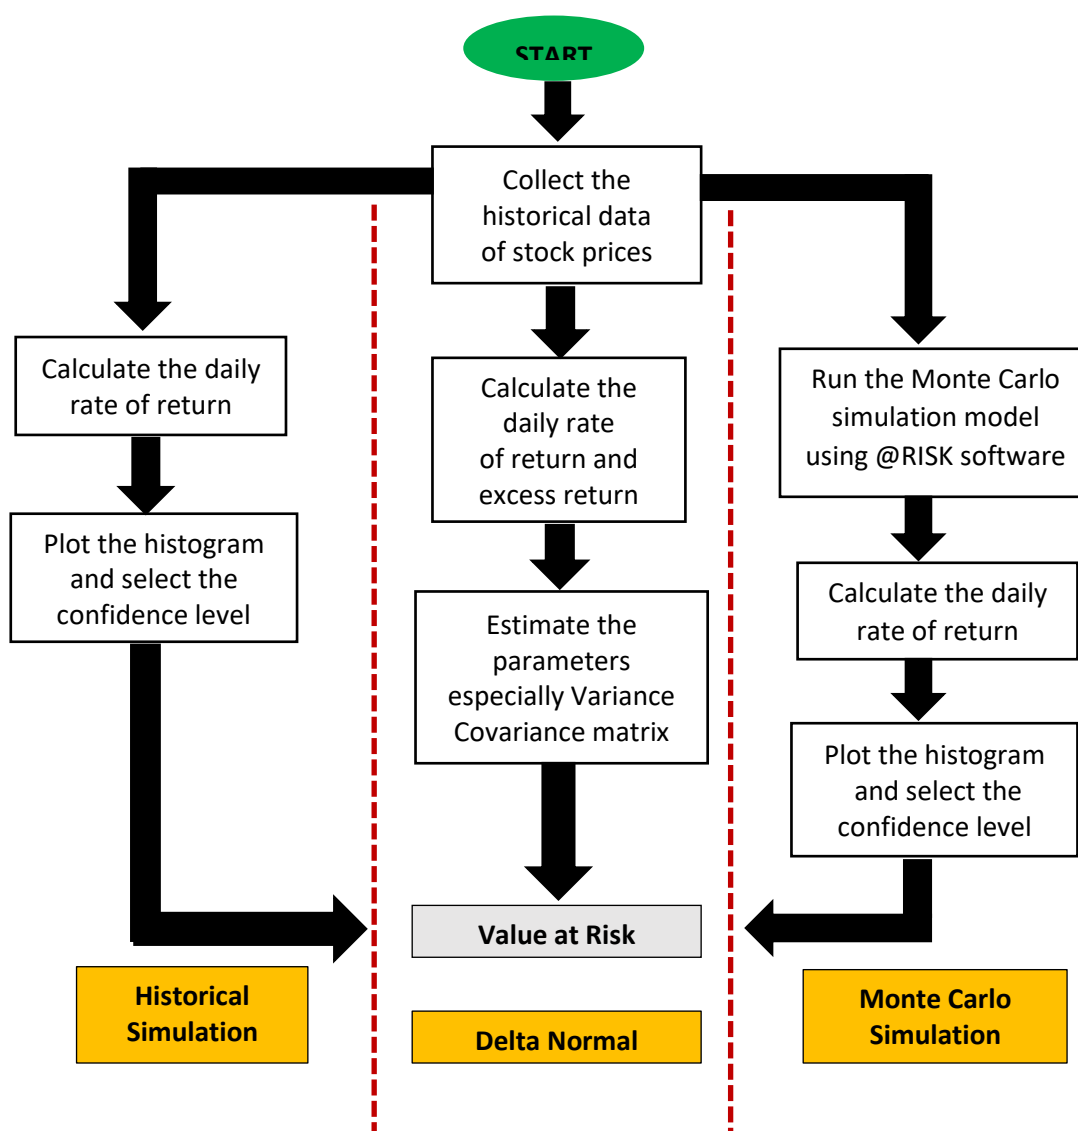 START
Collect the
historical data
of stock prices
Calculate the daily
rate of return
Plot the histogram
and select the
confidence level
Calculate the
daily rate
of return and
excess return
Estimate the
parameters
especially Variance
Covariance matrix
Run the Monte Carlo
simulation model
using @RISK software
Calculate the daily
rate of return
Plot the histogram
and select the
confidence level
Value at Risk
Historical
Simulation
Delta Normal
Monte Carlo
Simulation